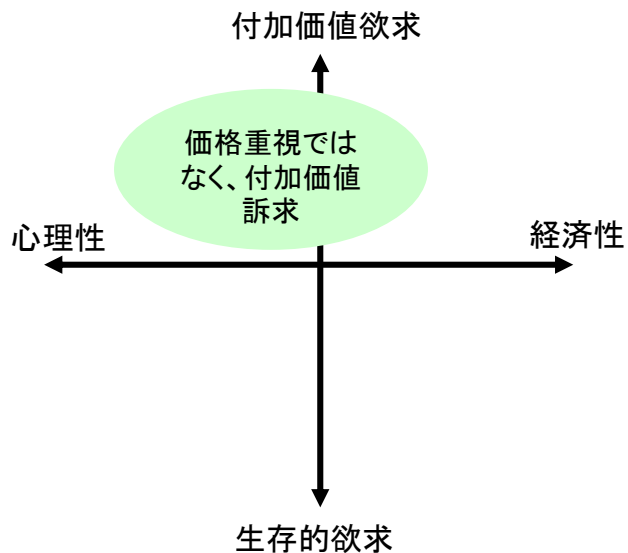 付加価値欲求
価格重視では
なく、付加価値
訴求
心理性
経済性
生存的欲求